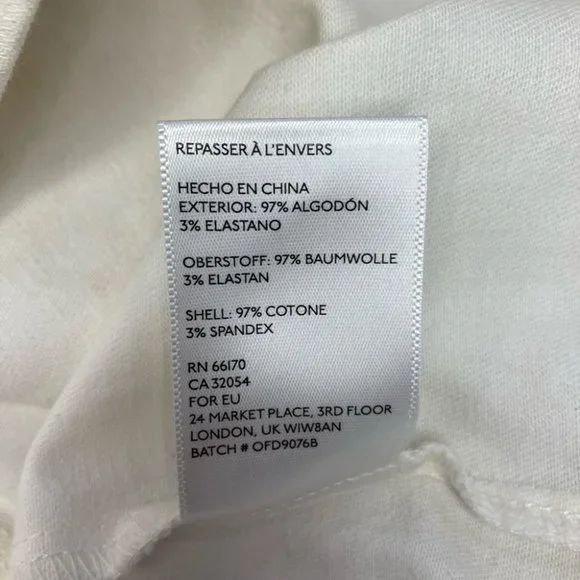 REPASSER À L'ENVERS
HECHO EN CHINA
EXTERIOR: 97% ALGODÓN
3% ELASTANO
OBERSTOFF: 97% BAUMWOLLE
3% ELASTAN
SHELL: 97% COTONE
3% SPANDEX
RN 66170
CA 32054
FOR EU
24 MARKET PLACE, 3RD FLOOR
LONDON, UK W1W8AN
BATCH # OFD9076B